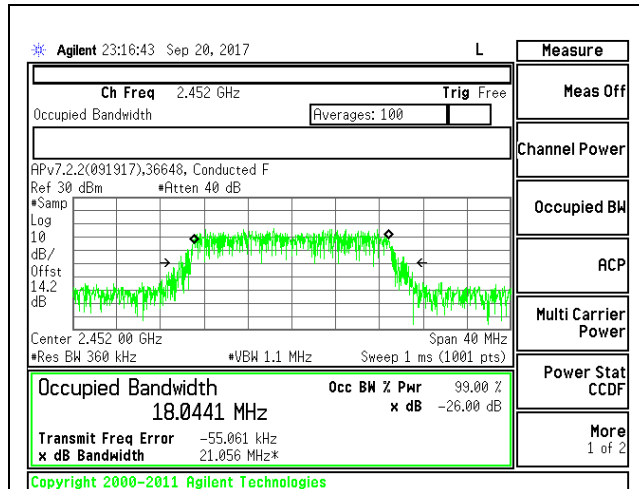 Agilent 23:16:43 Sep 20, 2017 L
Measure
Ch Freq 2.452 GHz Trig Free
Occupied Bandwidth Averages: 100
APv7.2.2(091917),36648, Conducted F
Ref 30 dBm #Atten 40 dB
#Samp
Log
10
dB/
Offst
14.2
dB
Center 2.452 00 GHz Span 40 MHz
#Res BW 360 kHz #VBW 1.1 MHz Sweep 1 ms (1001 pts)
Occupied Bandwidth Occ BW % Pwr 99.00 %
18.0441 MHz x dB -26.00 dB
Transmit Freq Error -55.061 kHz
x dB Bandwidth 21.056 MHz*
Copyright 2000-2011 Agilent Technologies
Meas Off
Channel Power
Occupied BW
ACP
Multi Carrier
Power
Power Stat
CCDF
More
1 of 2